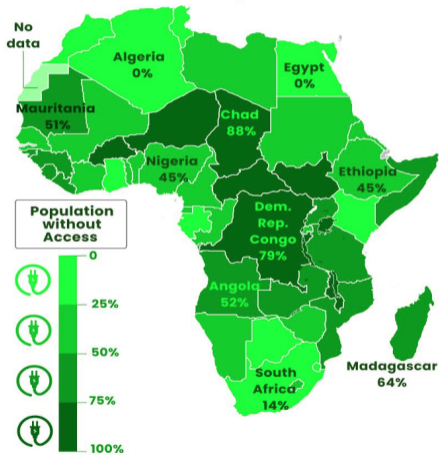 No
data
Algeria
0%
Egypt
0%
Mauritania
51%
Chad
88%
Nigeria
45%
Ethiopia
45%
Population
without
Access
0
25%
50%
75%
100%
Dem.
Rep.
Congo
79%
Angola
52%
Madagascar
64%
South
Africa
14%